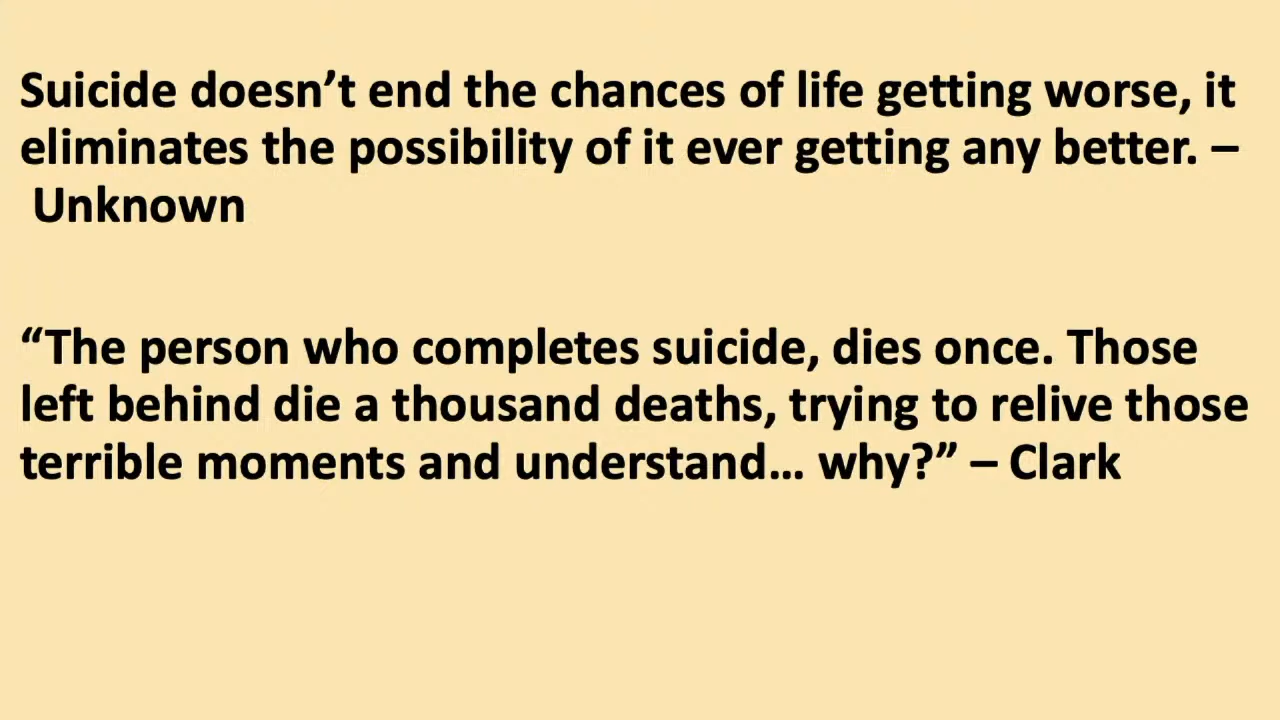 Suicide doesn’t end the chances of life getting worse, it
eliminates the possibility of it ever getting any better. –
Unknown
“The person who completes suicide, dies once. Those
left behind die a thousand deaths, trying to relive those
terrible moments and understand… why?” – Clark